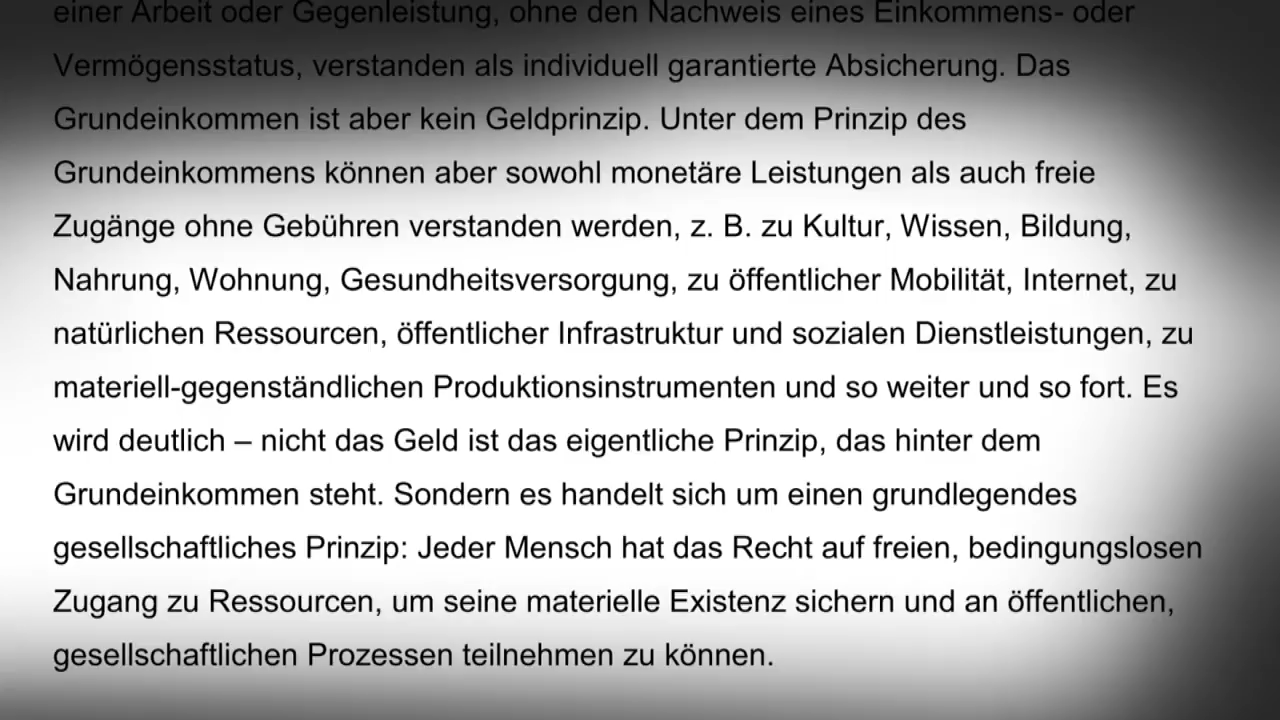 einer Arbeit oder Gegenleistung, ohne den Nachweis eines Einkommens- oder
Vermögensstatus, verstanden als individuell garantierte Absicherung. Das
Grundeinkommen ist aber kein Geldprinzip. Unter dem Prinzip des
Grundeinkommens können aber sowohl monetäre Leistungen als auch freie
Zugänge ohne Gebühren verstanden werden, z. B. zu Kultur, Wissen, Bildung,
Nahrung, Wohnung, Gesundheitsversorgung, zu öffentlicher Mobilität, Internet, zu
natürlichen Ressourcen, öffentlicher Infrastruktur und sozialen Dienstleistungen, zu
materiell-gegenständlichen Produktionsinstrumenten und so weiter und so fort. Es
wird deutlich – nicht das Geld ist das eigentliche Prinzip, das hinter dem
Grundeinkommen steht. Sondern es handelt sich um einen grundlegendes
gesellschaftliches Prinzip: Jeder Mensch hat das Recht auf freien, bedingungslosen
Zugang zu Ressourcen, um seine materielle Existenz sichern und an öffentlichen,
gesellschaftlichen Prozessen teilnehmen zu können.